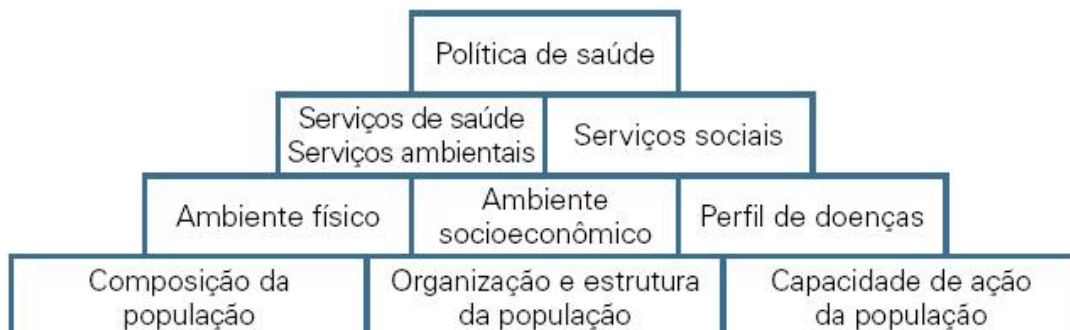 Política de saúde
Serviços de saúde
Serviços ambientais
Serviços sociais
Ambiente físico
Ambiente
socioeconômico
Perfil de doenças
Composição da
população
Organização e estrutura
da população
Capacidade de ação
da população